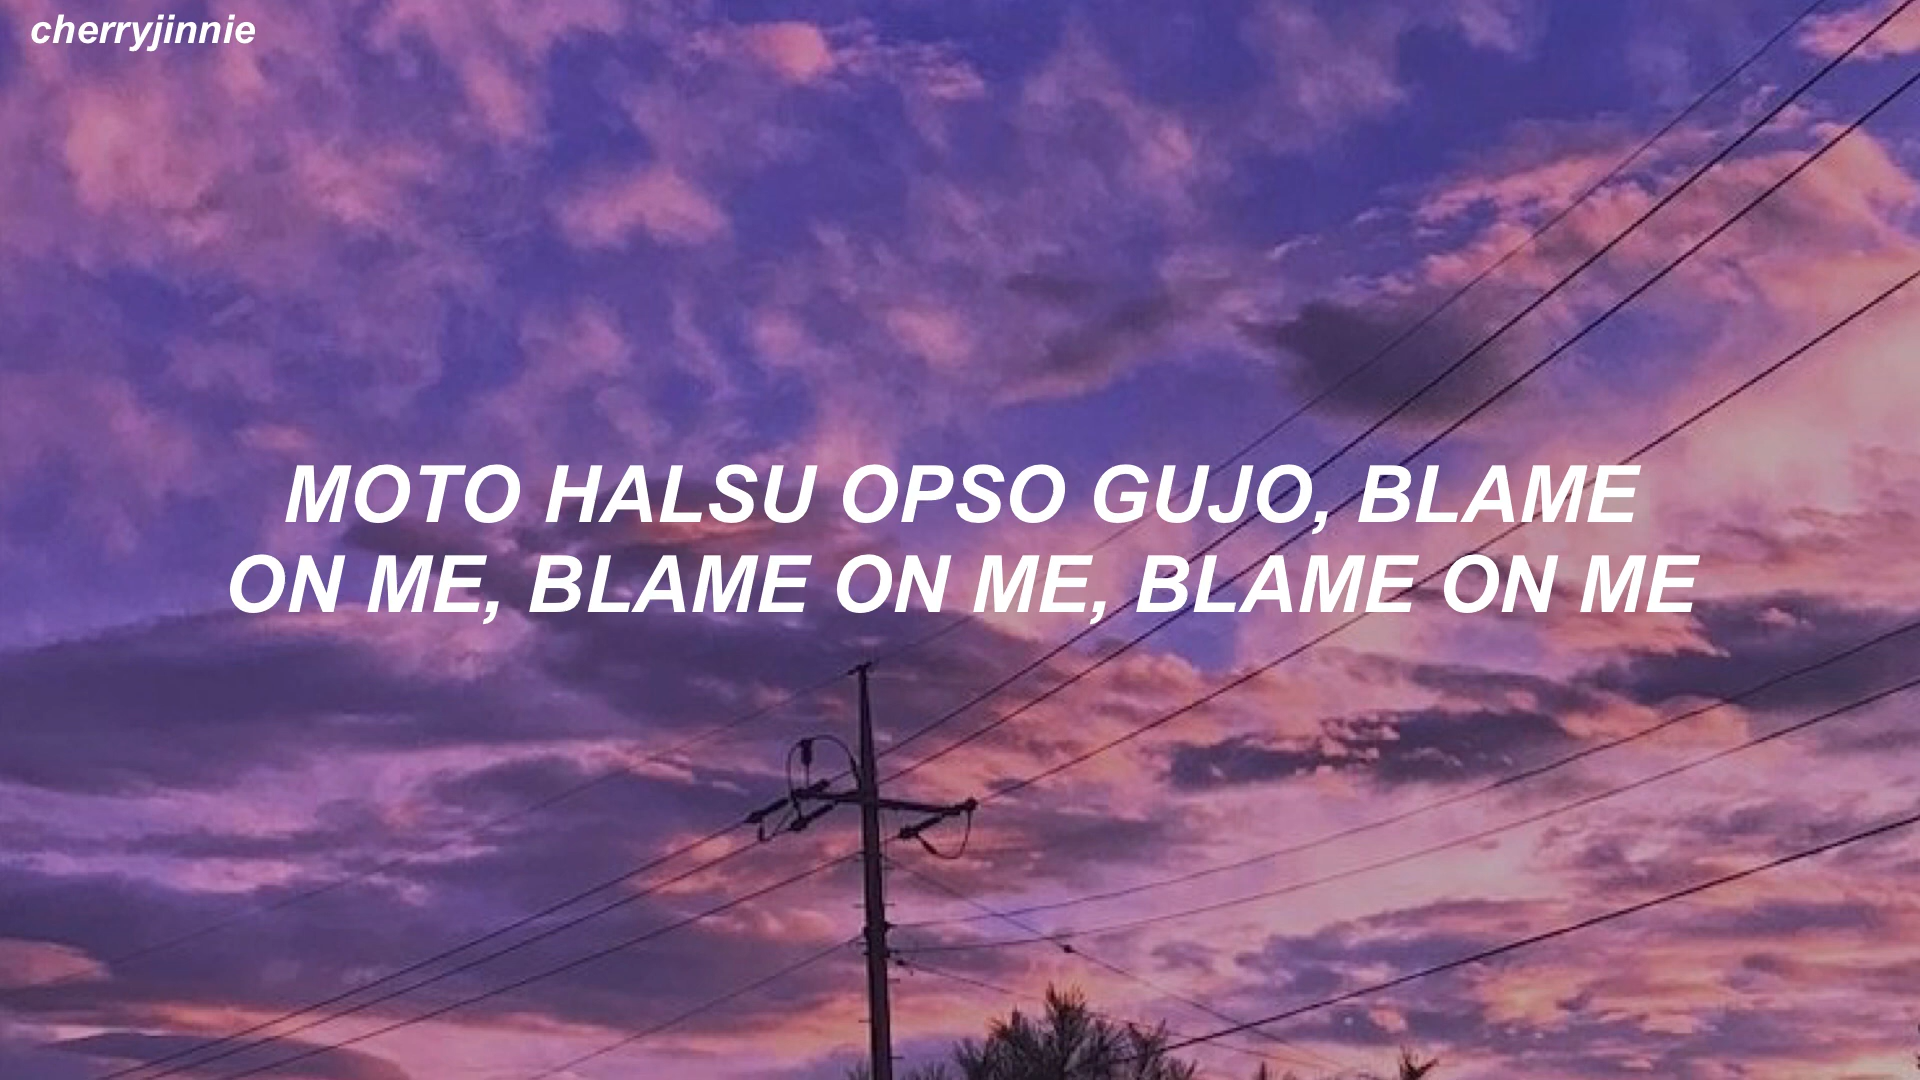 cherryjinnie
MOTO HALSU OPSO GUJO, BLAME
ON ME, BLAME ON ME, BLAME ON ME